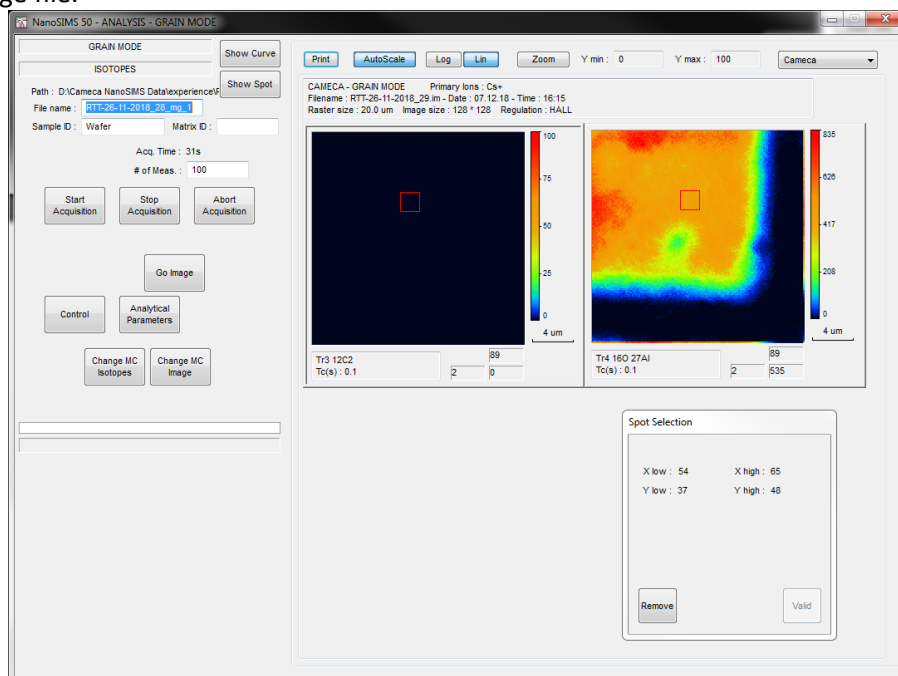 ge file.
NanoSIMS 50 - ANALYSIS - GRAIN MODE
GRAIN MODE
ISOTOPES
Show Curve
Show Spot
Path : D:\Cameca NanoSIMS Data\experience\
File name : RTT-26-11-2018_28_mg_1
Sample ID : Wafer Matrix ID :
Acq. Time : 31s
# of Meas. : 100
Start Acquisition
Stop Acquisition
Abort Acquisition
Go Image
Control
Analytical Parameters
Change MC Isotopes
Change MC Image
Print AutoScale Log Lin Zoom Y min : 0 Y max : 100 Cameca
CAMECA - GRAIN MODE Primary Ions : Cs+
Filename : RTT-26-11-2018_29.im - Date : 07.12.18 - Time : 16:15
Raster size : 20.0 um Image size : 128 * 128 Regulation : HALL
100
75
50
25
0
4 um
Tr3 12C2
Tc(s) : 0.1
89
2 0
835
626
417
208
0
4 um
Tr4 16O 27Al
Tc(s) : 0.1
89
2 535
Spot Selection
X low : 54 X high : 65
Y low : 37 Y high : 48
Remove Valid